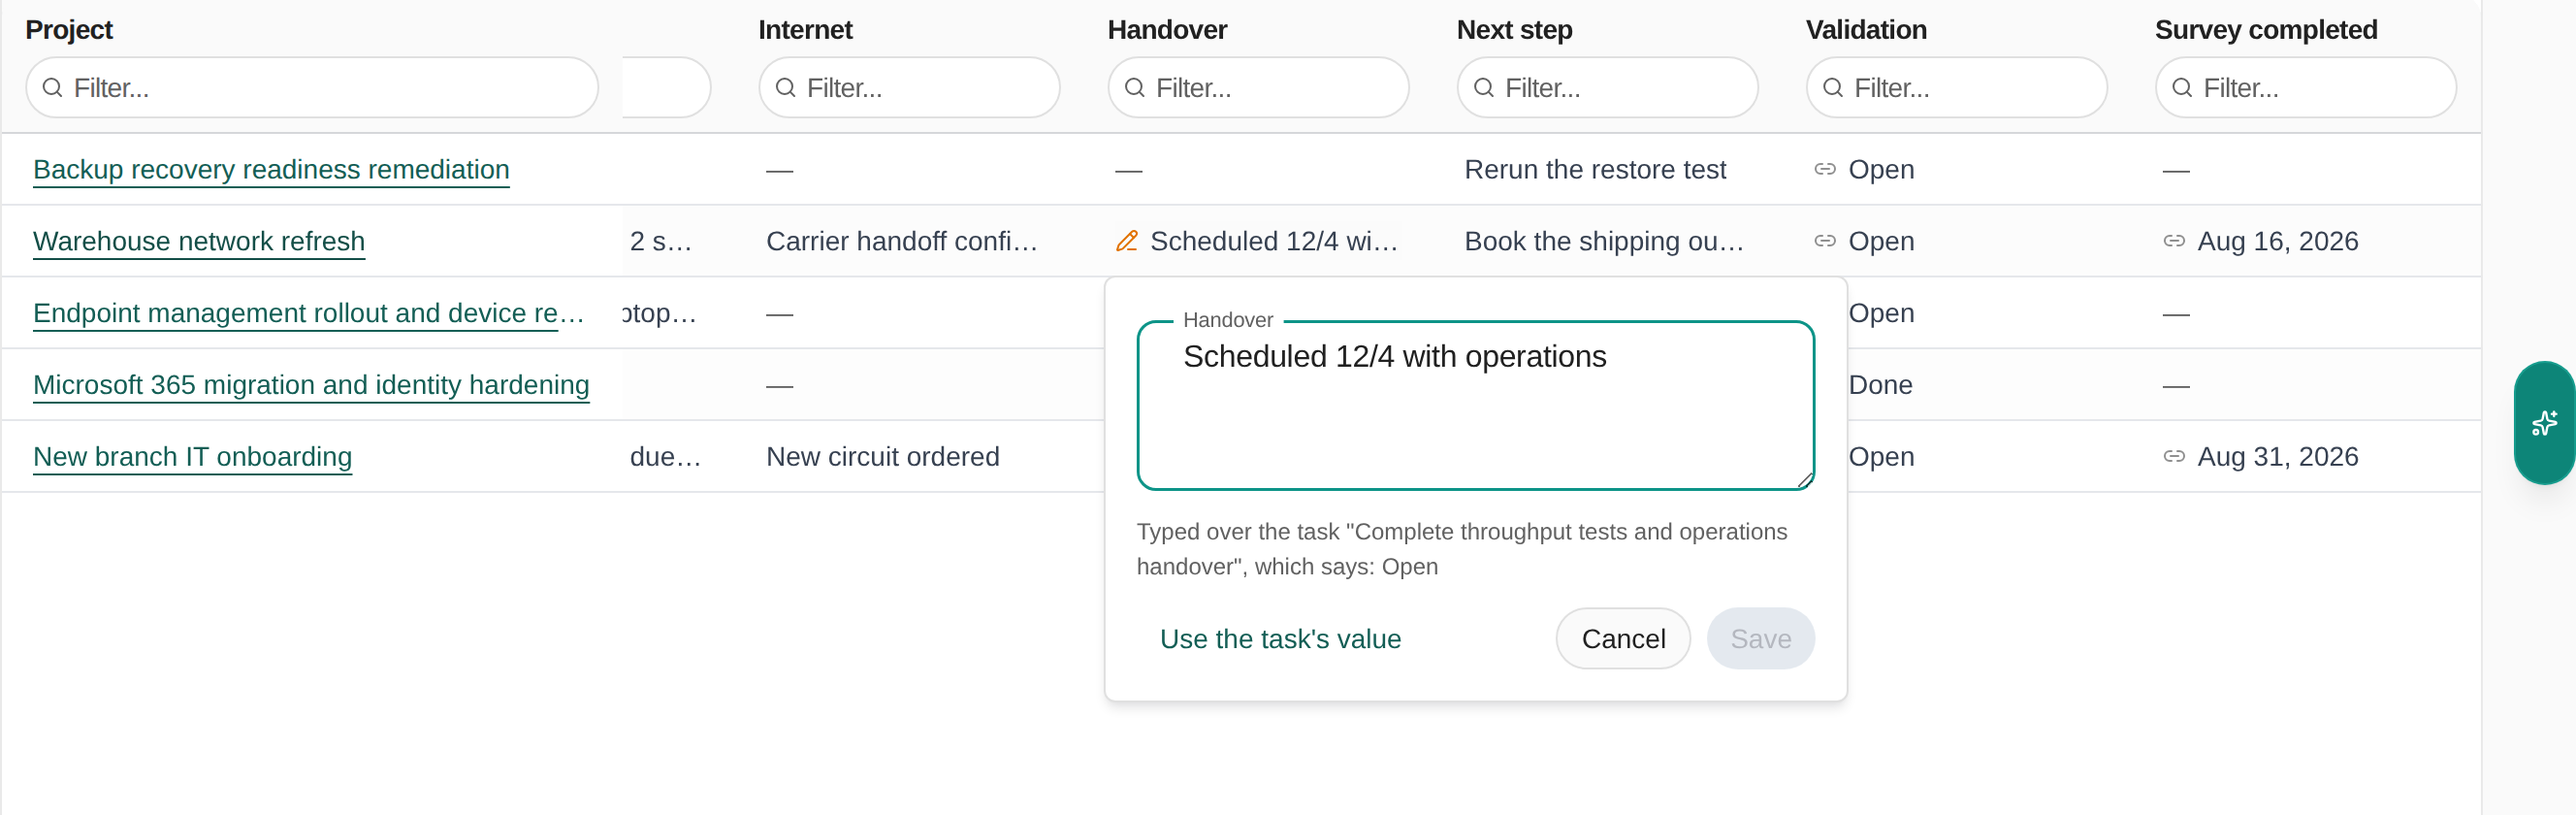 Project Internet Handover Next step Validation Survey completed
Filter... Filter... Filter... Filter... Filter... Filter...
Backup recovery readiness remediation — — Rerun the restore test Open —
Warehouse network refresh 2 s… Carrier handoff confi… Scheduled 12/4 wi… Book the shipping ou… Open Aug 16, 2026
Endpoint management rollout and device re… top… — Open —
Microsoft 365 migration and identity hardening — Done —
New branch IT onboarding due… New circuit ordered Open Aug 31, 2026
Handover
Scheduled 12/4 with operations
Typed over the task "Complete throughput tests and operations
handover", which says: Open
Use the task's value Cancel Save